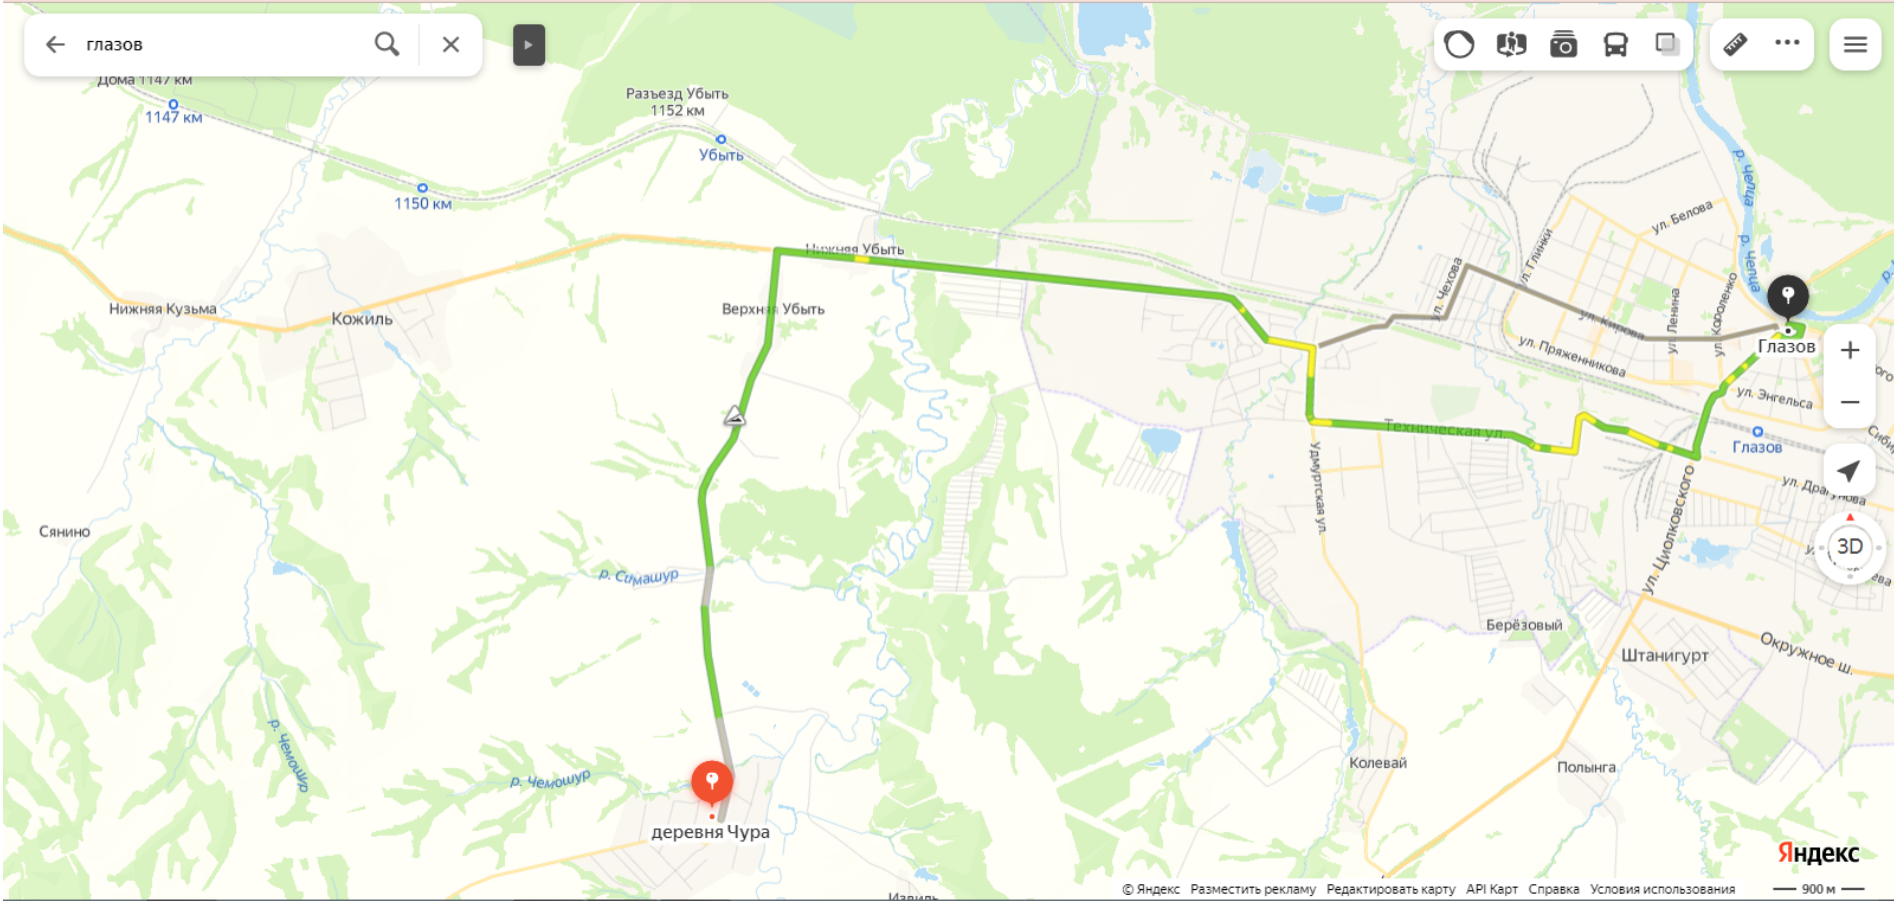 глазов
Дома 1147 км
1147 км
Разъезд Убыть
1152 км
Убыть
1150 км
р. Чепца
ул. Белова
р. Чепца
ул. Глинки
ул. Чехова
Нижняя Убыть
Нижняя Кузьма
Кожиль
Верхняя Убыть
ул. Кирова
ул. Ленина
ул. Короленко
Глазов
ул. Пряженникова
ул. Энгельса
Техническая ул.
Глазов
ул. Драгунова
Удмуртская ул.
ул. Циолковского
Сянино
3D
р. Симашур
Берёзовый
Штанигурт
Окружное ш.
р. Чемошур
р. Чемошур
Колевай
Полынга
деревня Чура
Яндекс
© Яндекс Разместить рекламу Редактировать карту API Карт Справка Условия использования 900 м